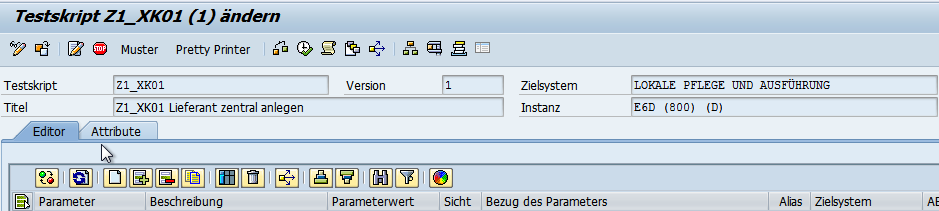 Testskript Z1_XK01 (1) ändern
Muster Pretty Printer
Testskript Z1_XK01 Version 1 Zielsystem LOKALE PFLEGE UND AUSFÜHRUNG
Titel Z1_XK01 Lieferant zentral anlegen Instanz E6D (800) (D)
Editor Attribute
Parameter Beschreibung Parameterwert Sicht Bezug des Parameters Alias Zielsystem